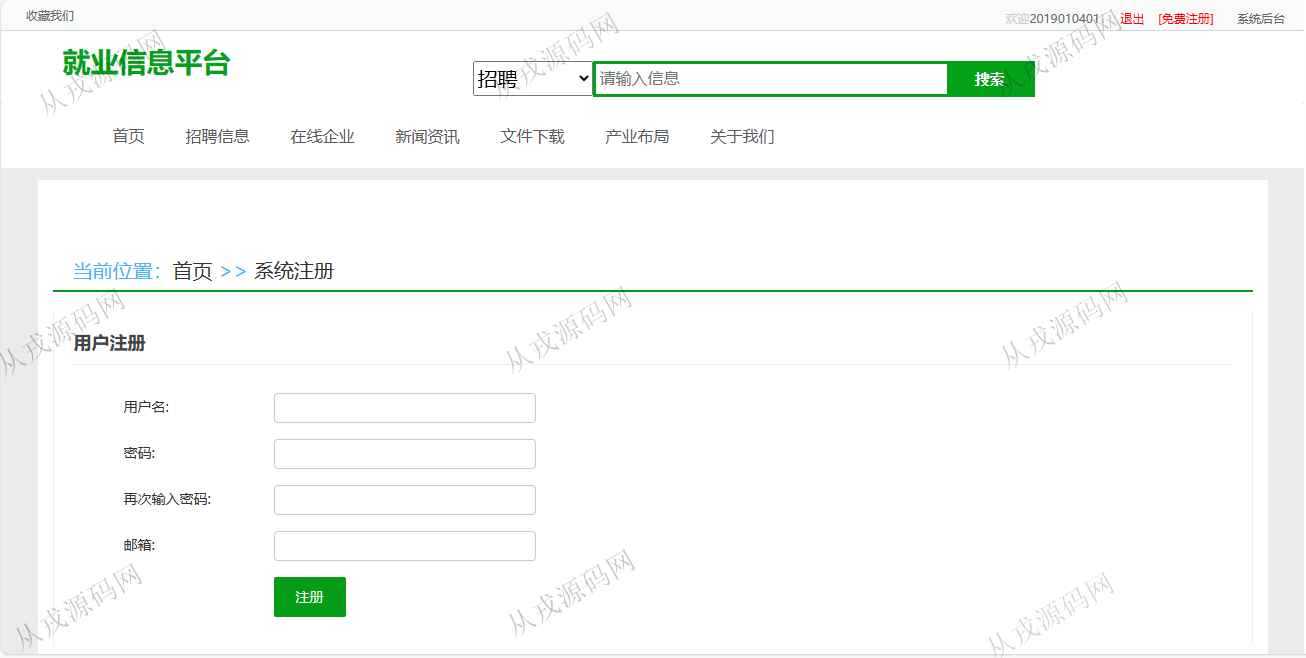 收藏我们
欢迎2019010401 退出 [免费注册] 系统后台
就业信息平台
招聘 请输入信息 搜索
首页 招聘信息 在线企业 新闻资讯 文件下载 产业布局 关于我们
当前位置：首页 >> 系统注册
用户注册
用户名:
密码:
再次输入密码:
邮箱:
注册
从戎源码网
从戎源码网
从戎源码网
从戎源码网
从戎源码网
从戎源码网
从戎源码网
从戎源码网
从戎源码网